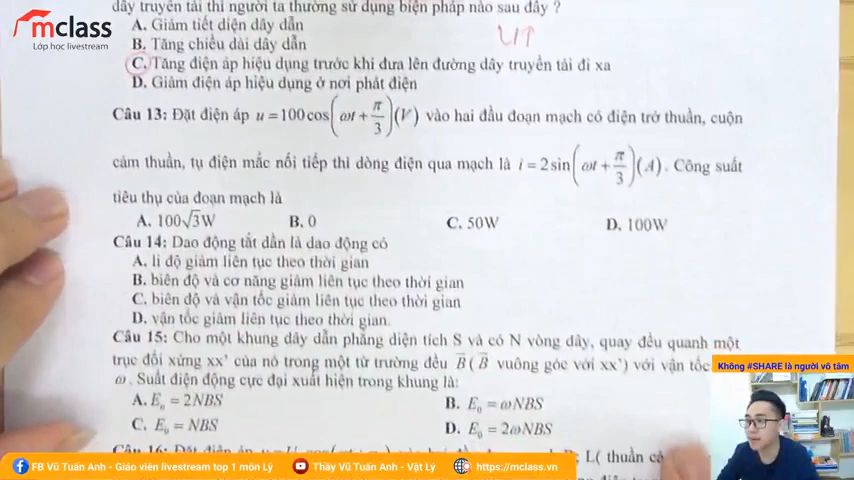 mclass
Lớp học livestream
dây truyền tải thì người ta thường sử dụng biện pháp nào sau đây ?
A. Giảm tiết diện dây dẫn
B. Tăng chiều dài dây dẫn
C. Tăng điện áp hiệu dụng trước khi đưa lên đường dây truyền tải đi xa
D. Giảm điện áp hiệu dụng ở nơi phát điện
U↑
Câu 13: Đặt điện áp u = 100cos(ωt + π/3)(V) vào hai đầu đoạn mạch có điện trở thuần, cuộn
cảm thuần, tụ điện mắc nối tiếp thì dòng điện qua mạch là i = 2sin(ωt + π/3)(A). Công suất
tiêu thụ của đoạn mạch là
A. 100√3W B. 0 C. 50W D. 100W
Câu 14: Dao động tắt dần là dao động có
A. li độ giảm liên tục theo thời gian
B. biên độ và cơ năng giảm liên tục theo thời gian
C. biên độ và vận tốc giảm liên tục theo thời gian
D. vận tốc giảm liên tục theo thời gian.
Câu 15: Cho một khung dây dẫn phẳng diện tích S và có N vòng dây, quay đều quanh một
trục đối xứng xx' của nó trong một từ trường đều B⃗ ( B⃗ vuông góc với xx') với vận tốc
ω. Suất điện động cực đại xuất hiện trong khung là:
A. E₀ = 2NBS B. E₀ = ωNBS
C. E₀ = NBS D. E₀ = 2ωNBS
Câu 16: Đặt điện áp L( thuần
Không #SHARE là người vô tâm
FB Vũ Tuấn Anh - Giáo viên livestream top 1 môn Lý
Thầy Vũ Tuấn Anh - Vật Lý
https://mclass.vn